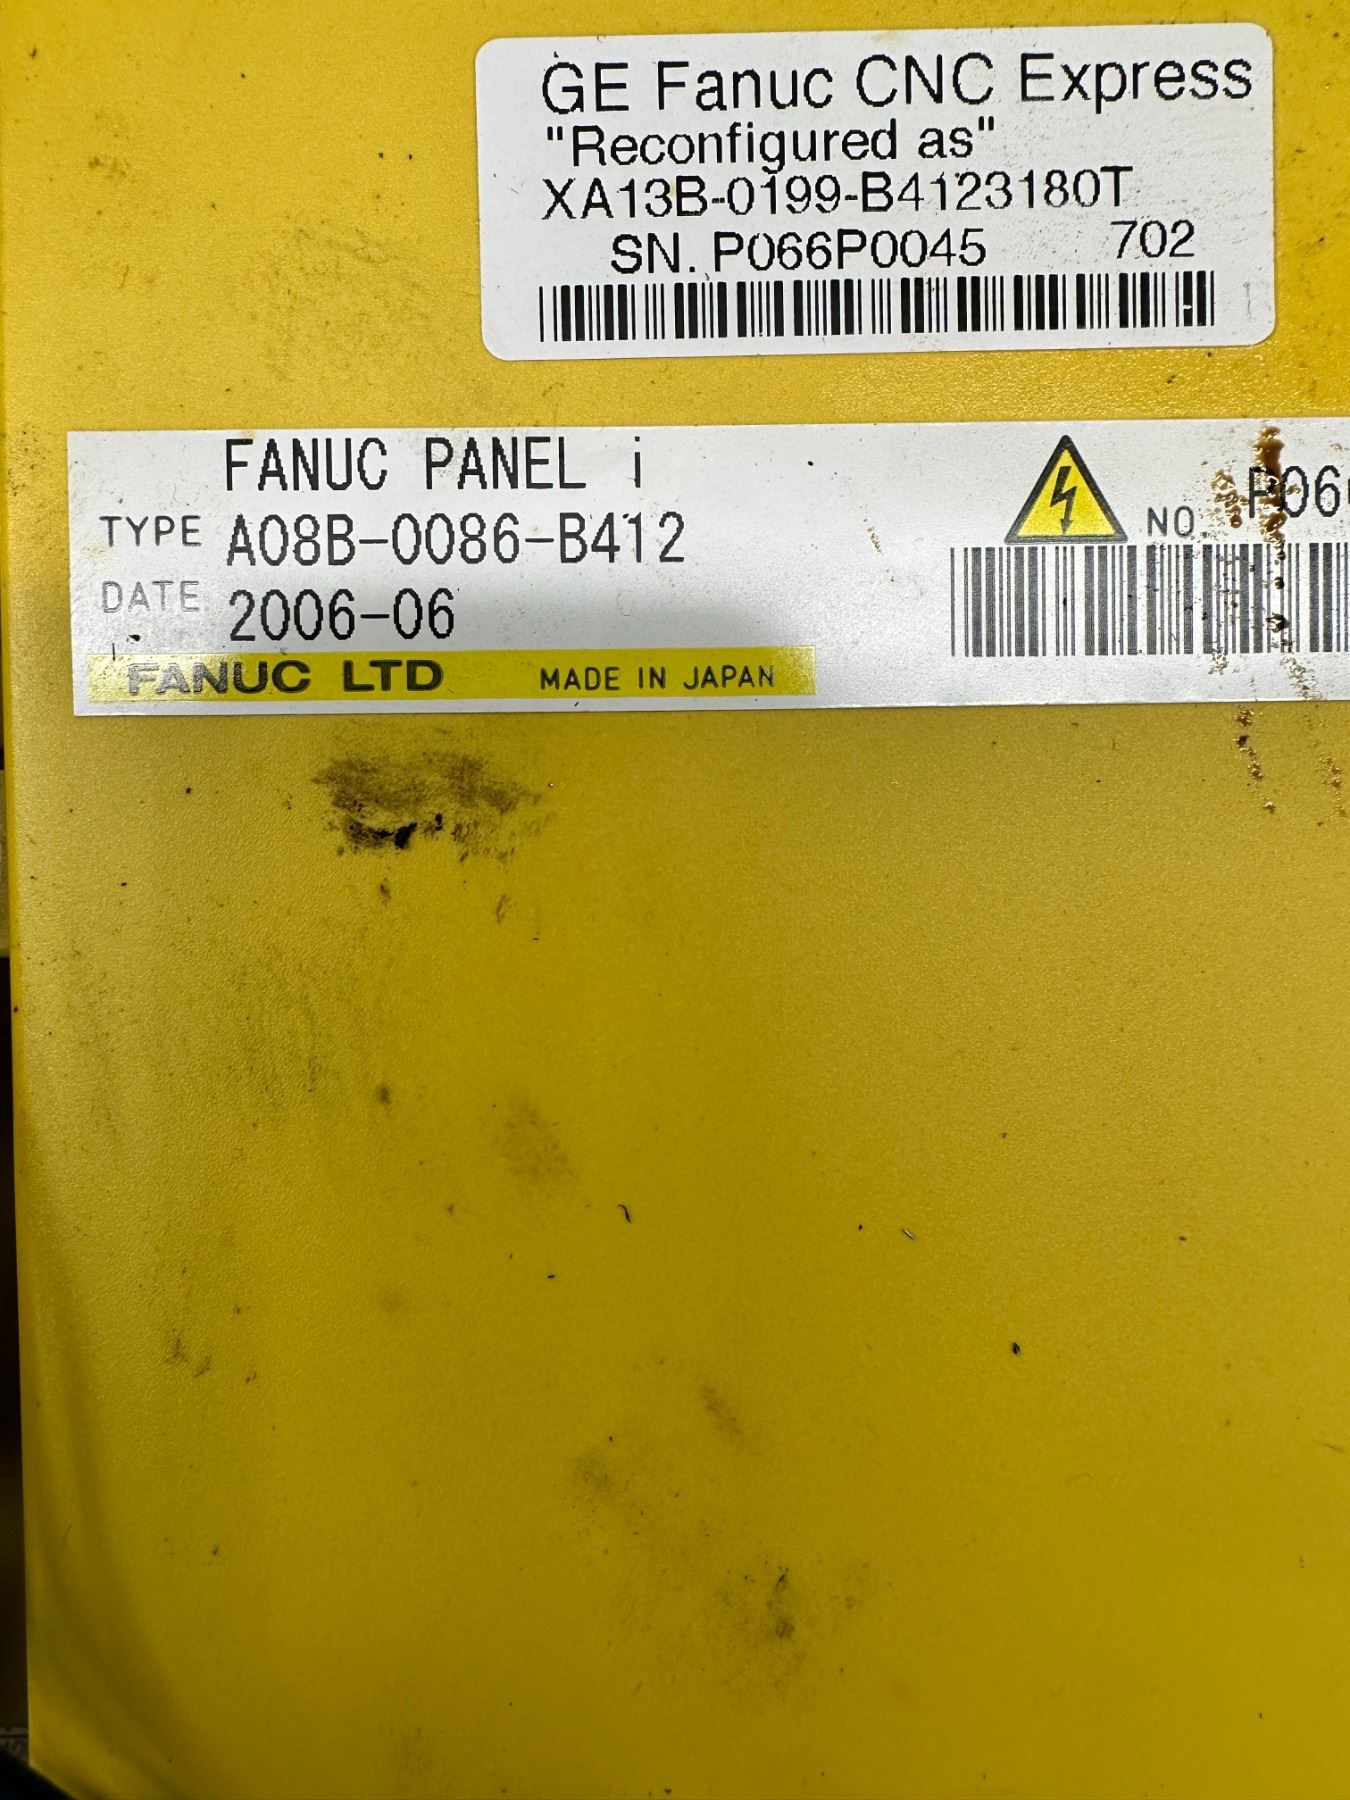 GE Fanuc CNC Express
"Reconfigured as"
XA13B-0199-B4123180T
SN. P066P0045 702
FANUC PANEL i
TYPE A08B-0086-B412
NO. P06
DATE 2006-06
FANUC LTD MADE IN JAPAN